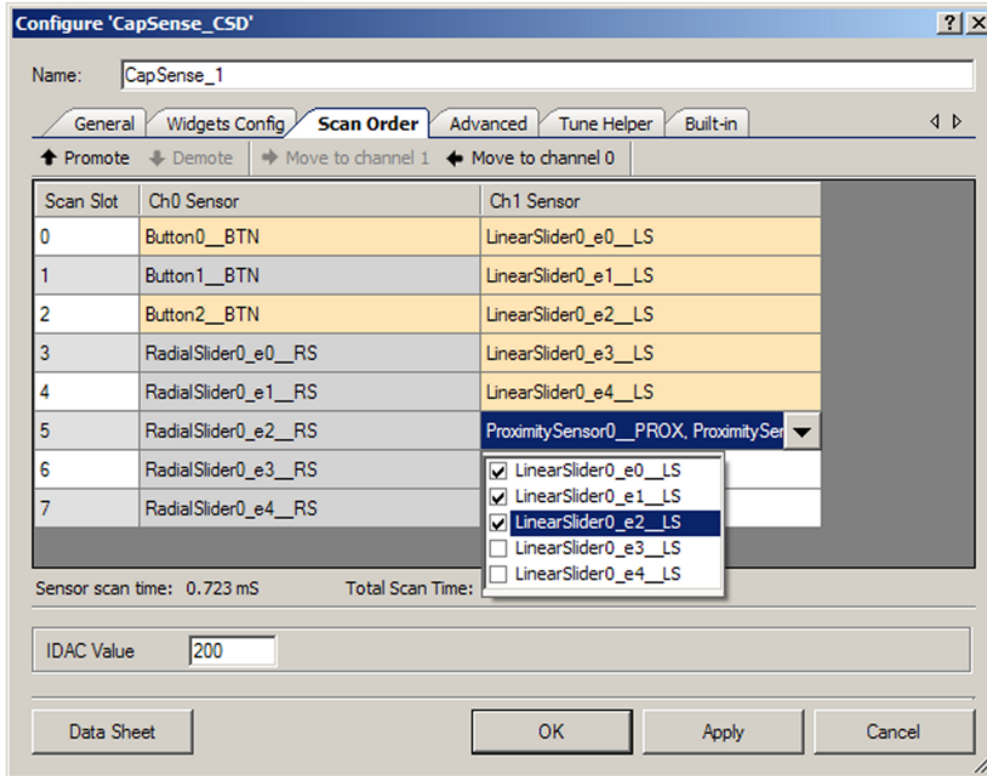 Configure 'CapSense_CSD'
Name: CapSense_1
General Widgets Config Scan Order Advanced Tune Helper Built-in
Promote Demote Move to channel 1 Move to channel 0
Scan Slot Ch0 Sensor Ch1 Sensor
0 Button0__BTN LinearSlider0_e0__LS
1 Button1__BTN LinearSlider0_e1__LS
2 Button2__BTN LinearSlider0_e2__LS
3 RadialSlider0_e0__RS LinearSlider0_e3__LS
4 RadialSlider0_e1__RS LinearSlider0_e4__LS
5 RadialSlider0_e2__RS ProximitySensor0__PROX, ProximitySer
6 RadialSlider0_e3__RS LinearSlider0_e0__LS
LinearSlider0_e1__LS
7 RadialSlider0_e4__RS LinearSlider0_e2__LS
LinearSlider0_e3__LS
LinearSlider0_e4__LS
Sensor scan time: 0.723 mS Total Scan Time:
IDAC Value 200
Data Sheet OK Apply Cancel